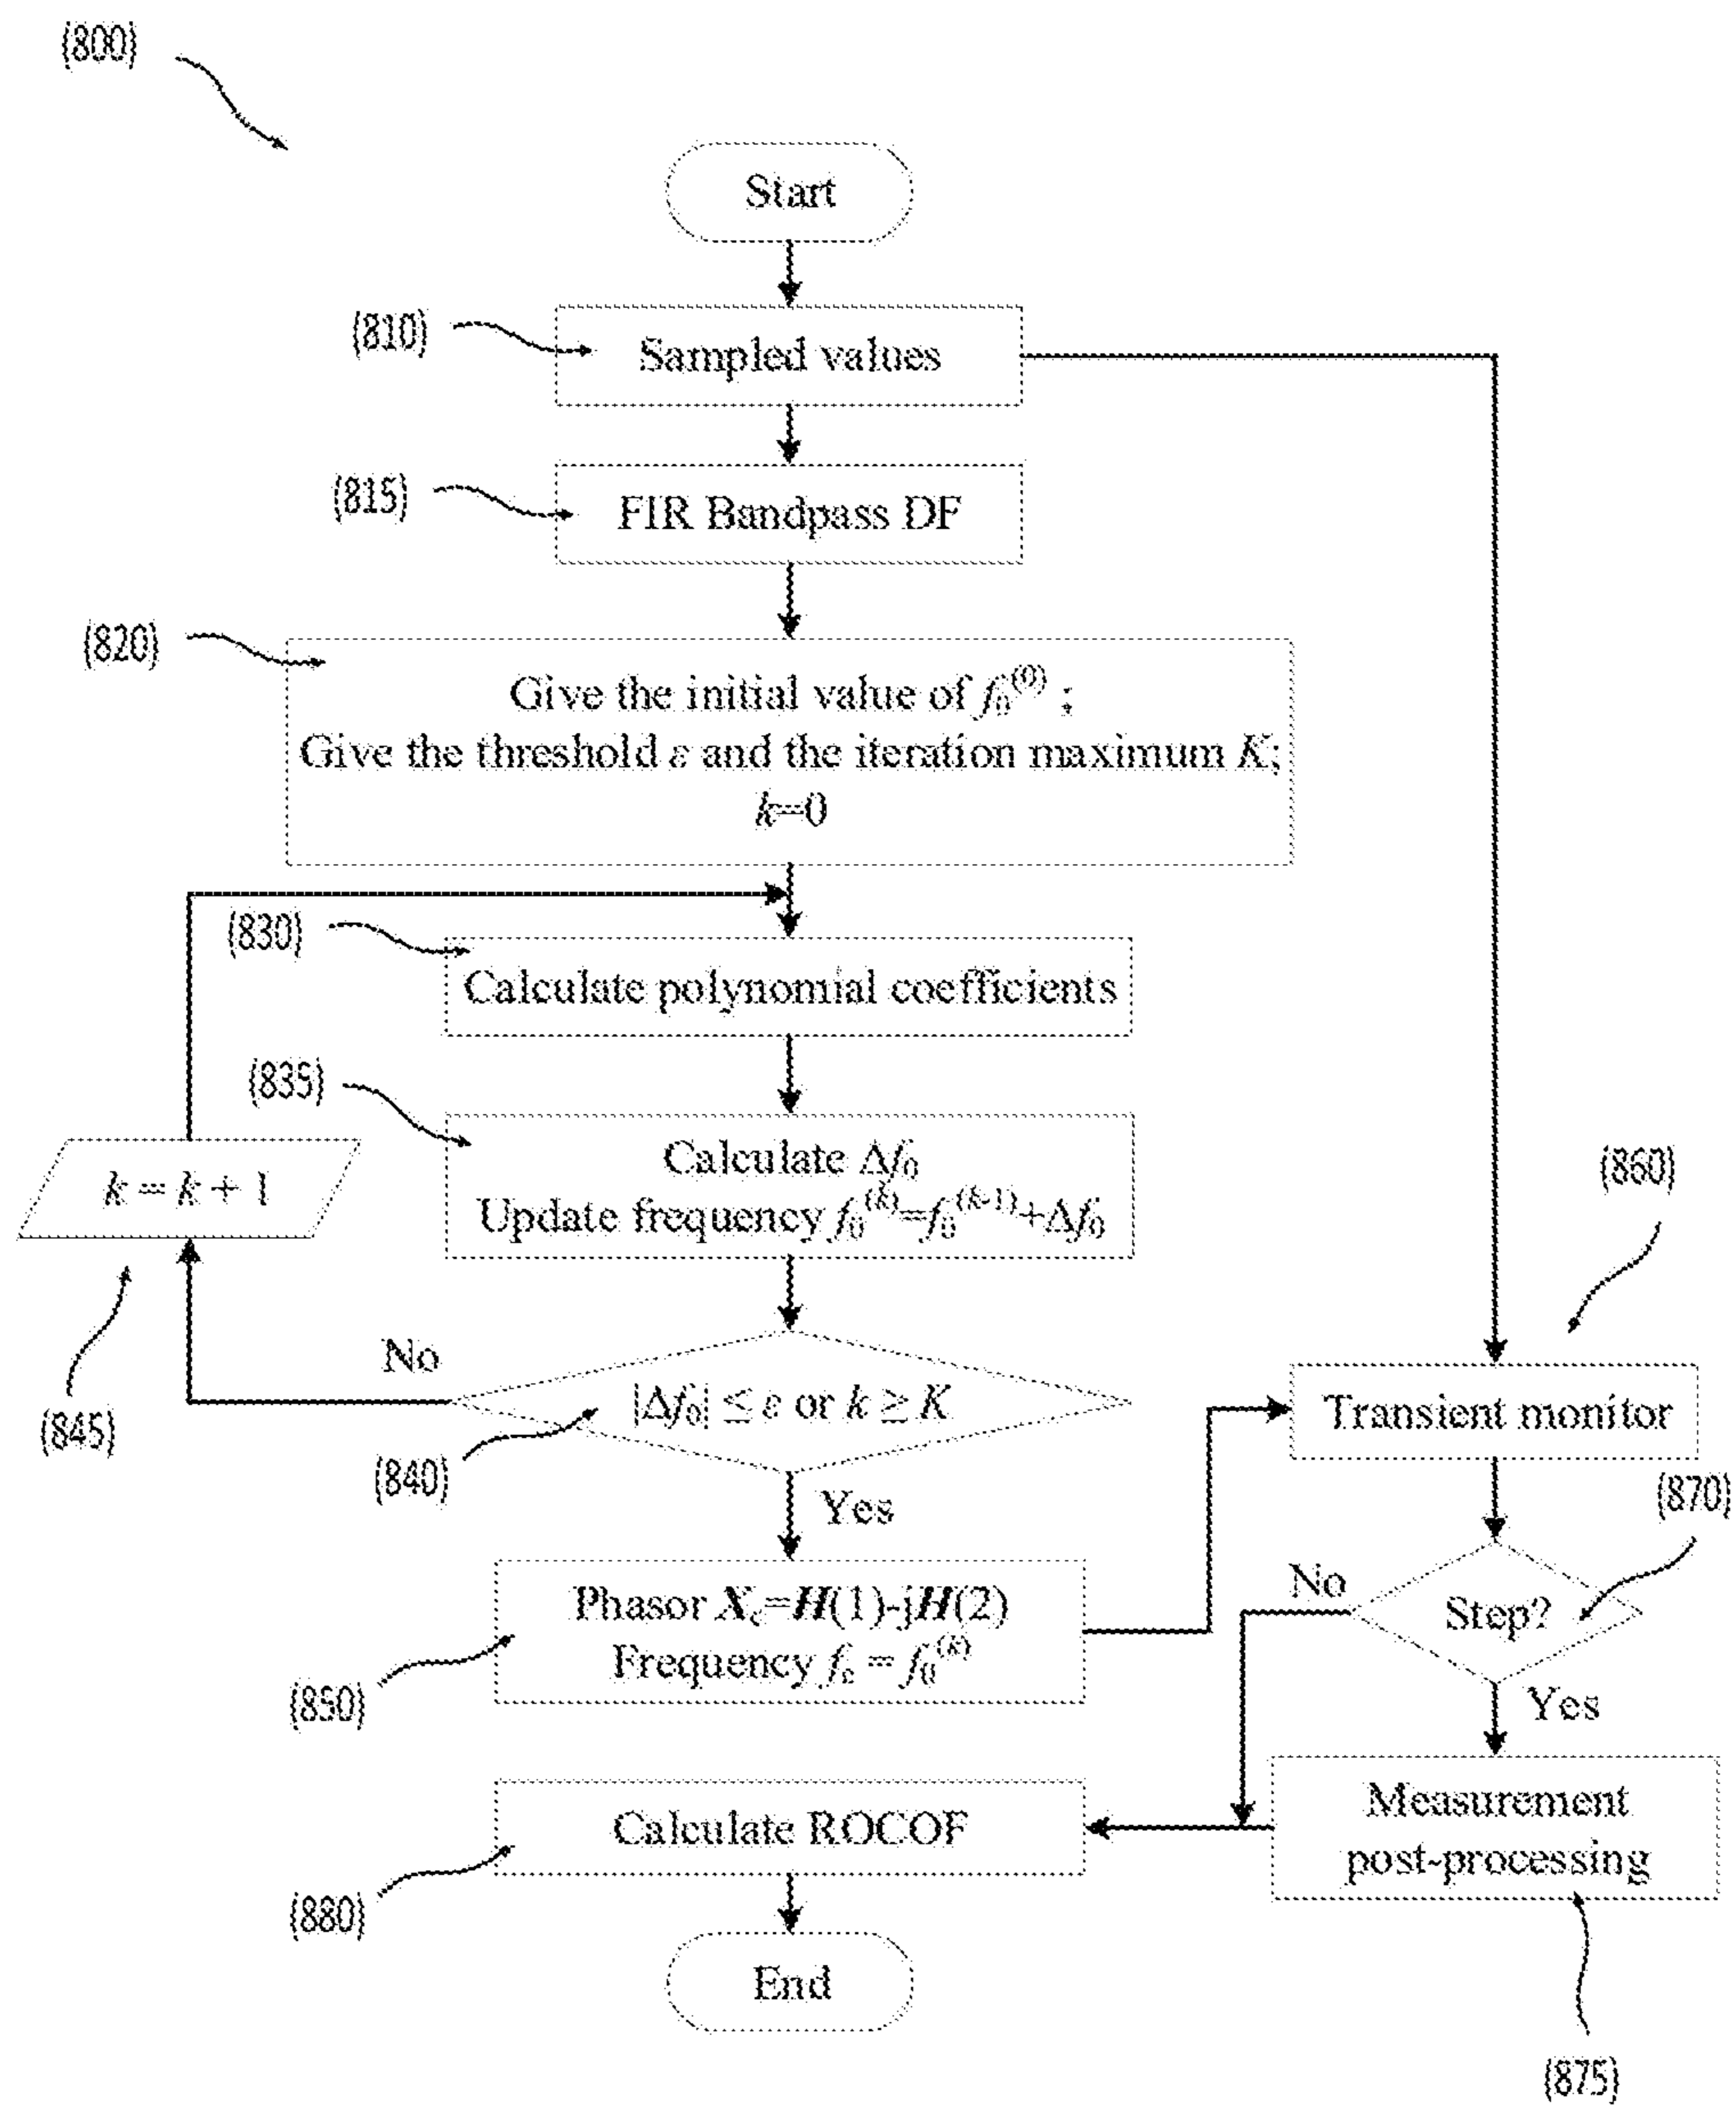 (800)
Start
(810)
Sampled values
(815)
FIR Bandpass DF
(820)
Give the initial value of f₀⁽⁰⁾ ;
Give the threshold ε and the iteration maximum K;
k=0
(830)
Calculate polynomial coefficients
(835)
Calculate Δf₀
Update frequency f₀⁽ᵏ⁾=f₀⁽ᵏ⁻¹⁾+Δf₀
k = k + 1
(845)
No
|Δf₀| ≤ ε or k ≥ K
(840)
Yes
(860)
Transient monitor
(870)
Step?
No
Yes
Phasor Xc=H(1)-jH(2)
Frequency fc = f₀⁽ᵏ⁾
(850)
Measurement
post-processing
(875)
Calculate ROCOF
(880)
End